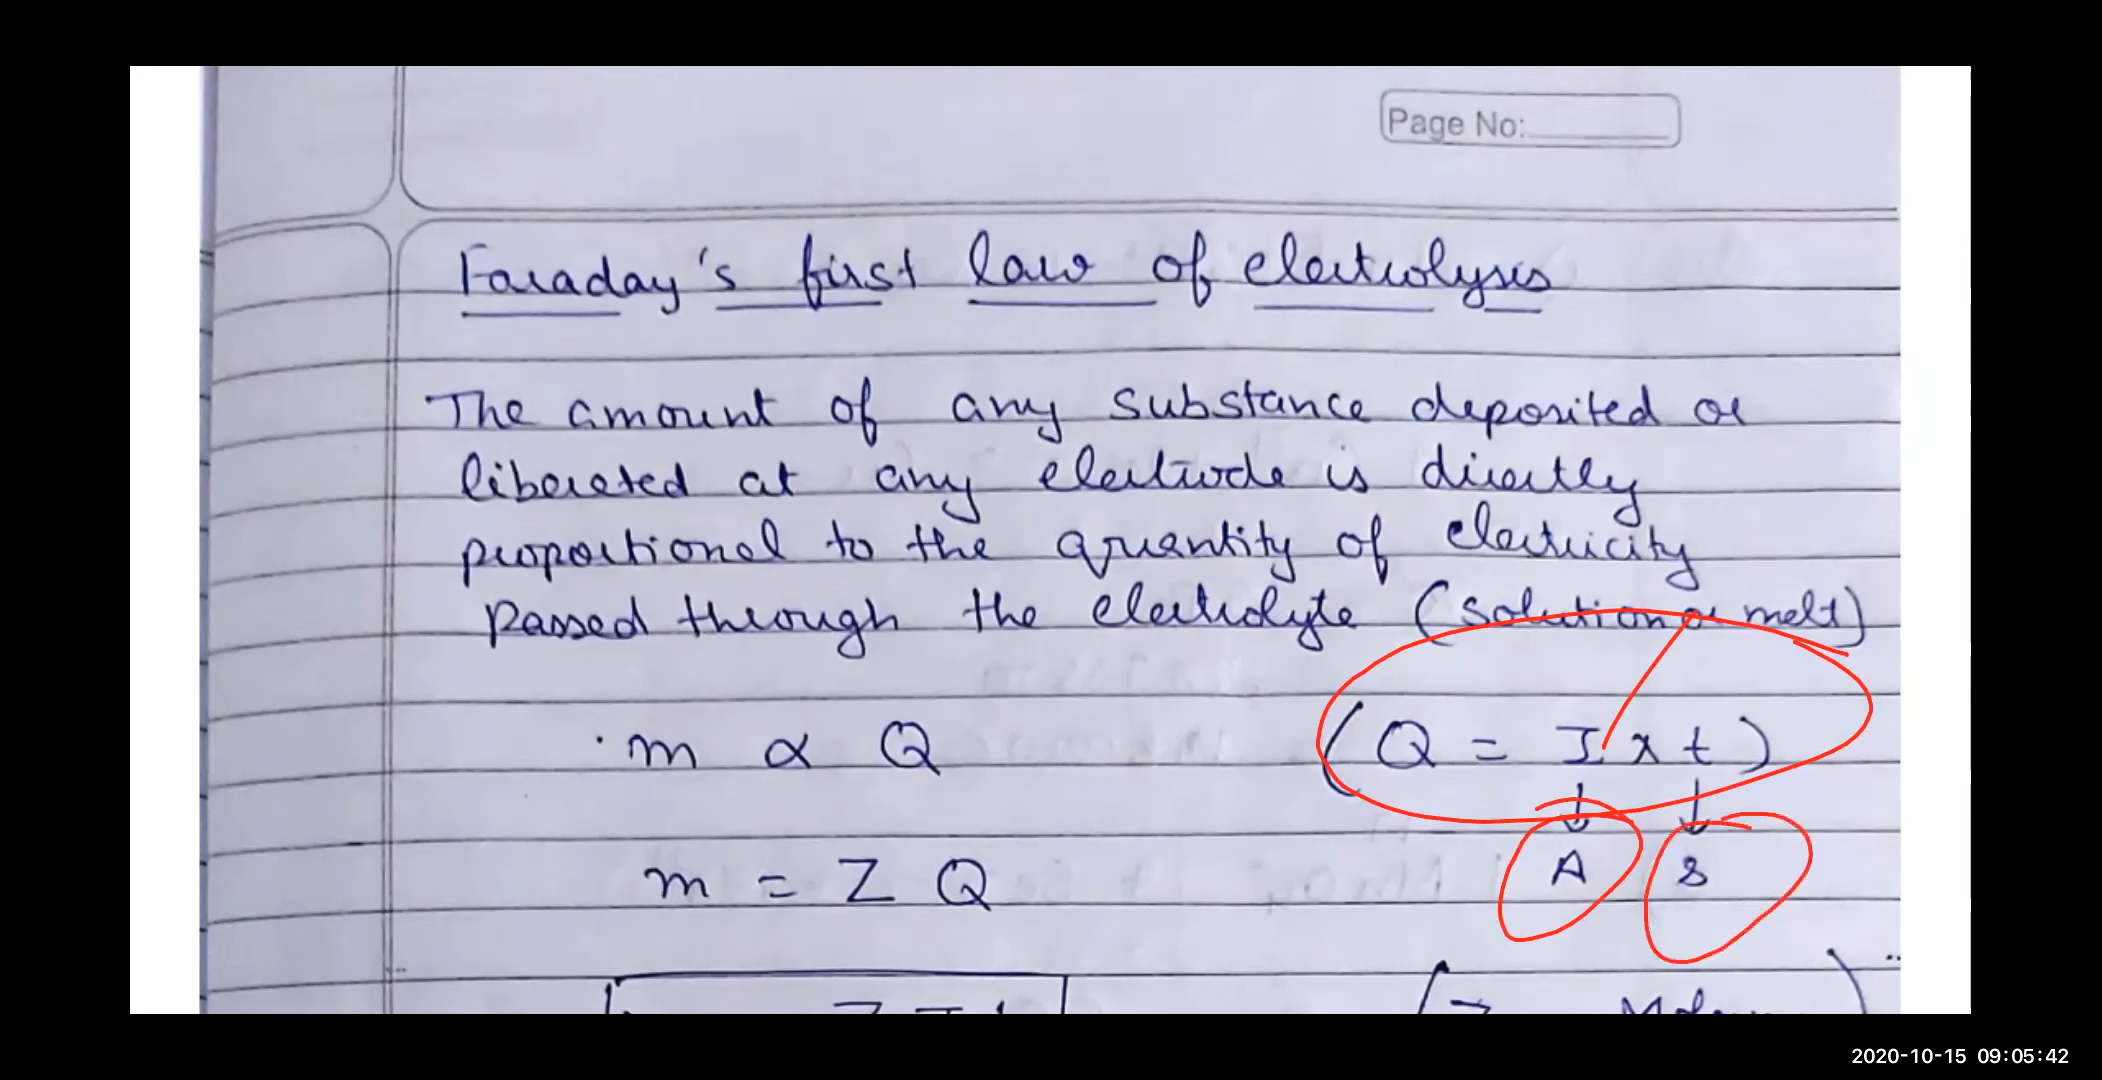 Page No:
Faraday's first law of electrolysis
The amount of any substance deposited or
liberated at any electrode is directly
proportional to the quantity of electricity
passed through the electrolyte (solution or melt)
m ∝ Q (Q = I x t)
↓ ↓
A s
m = Z Q
2020-10-15 09:05:42